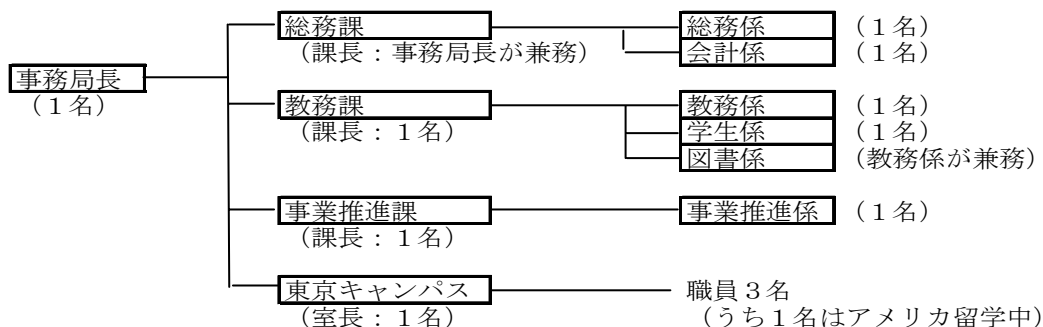 総務課 総務係 （１名）
（課長：事務局長が兼務） 会計係 （１名）
事務局長
（１名） 教務課 教務係 （１名）
（課長：１名） 学生係 （１名）
図書係 （教務係が兼務）
事業推進課 事業推進係 （１名）
（課長：１名）
東京キャンパス 職員３名
（室長：１名） （うち１名はアメリカ留学中）